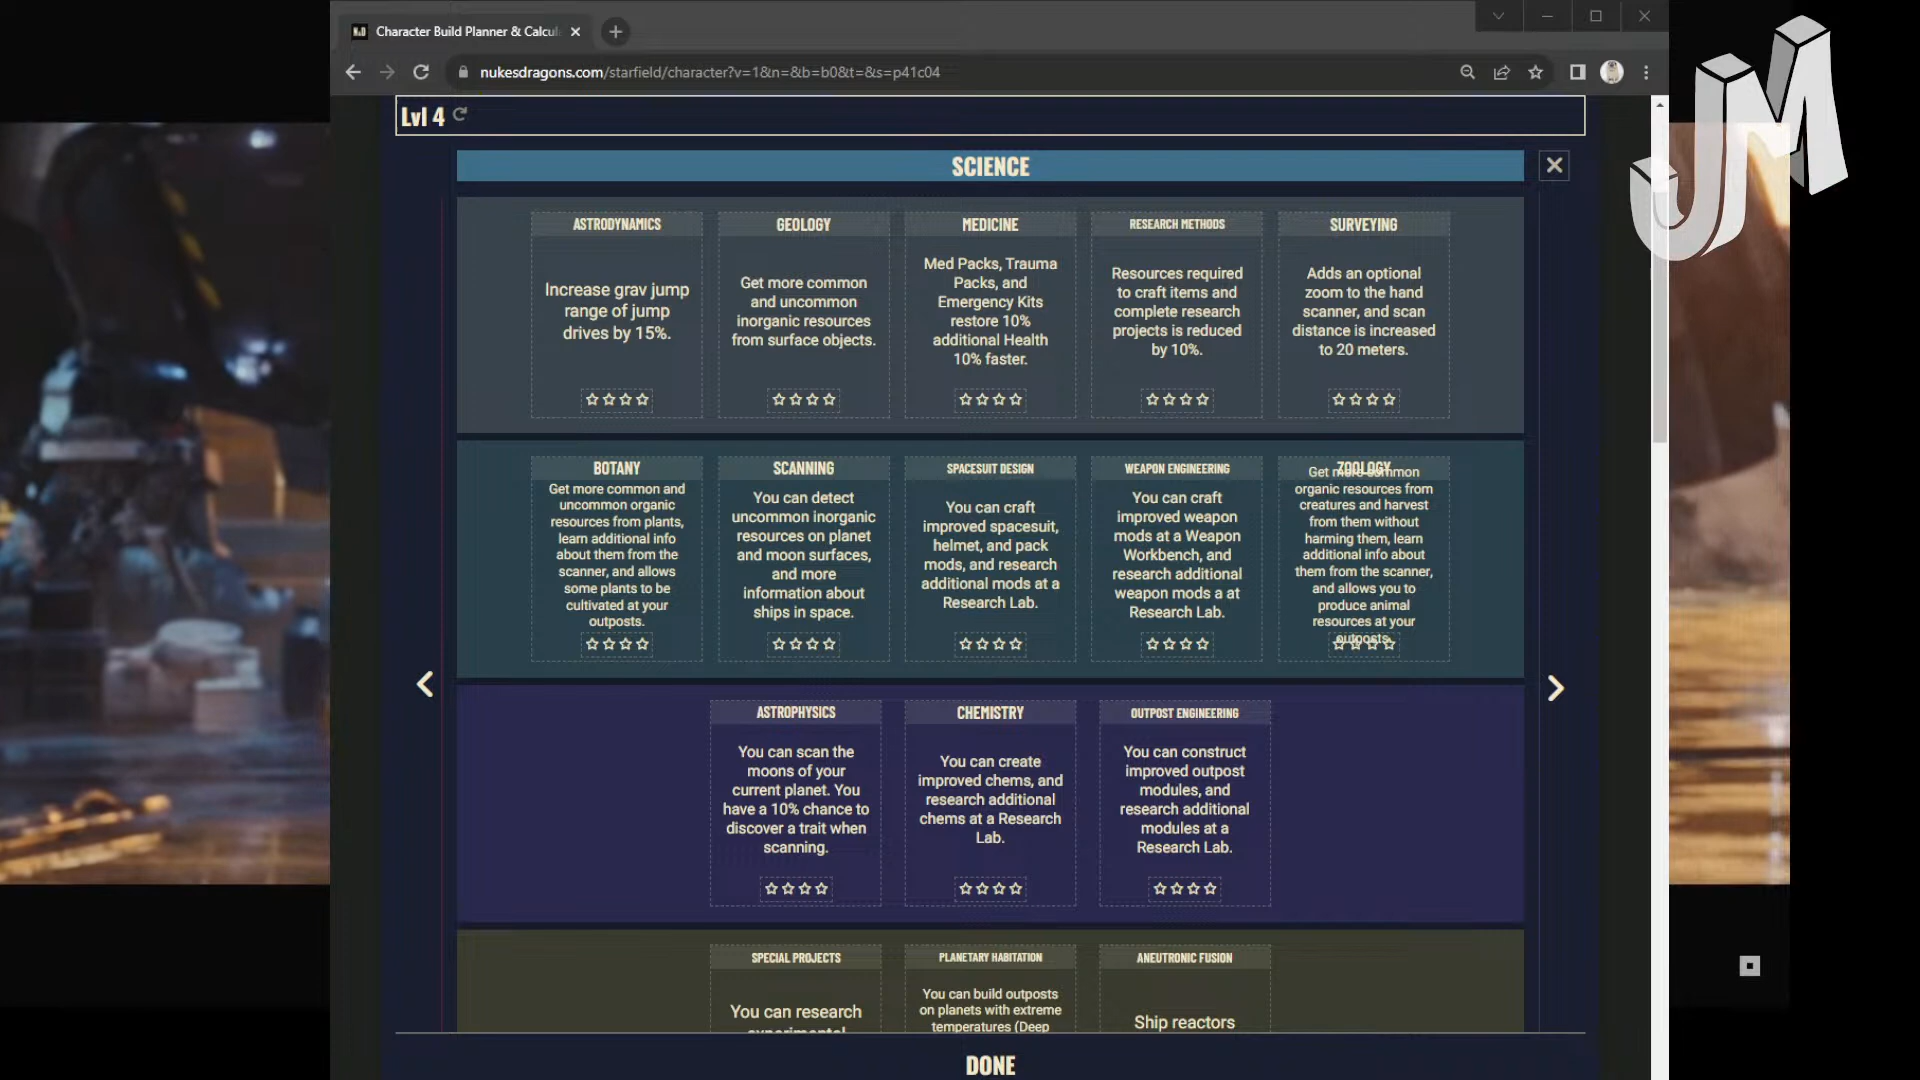 Character Build Planner & Calcul
nukesdragons.com/starfield/character?v=1&n=&b=b0&t=&s=p41c04
JM
Lvl 4
SCIENCE
ASTRODYNAMICS
Increase grav jump
range of jump
drives by 15%.
GEOLOGY
Get more common
and uncommon
inorganic resources
from surface objects.
MEDICINE
Med Packs, Trauma
Packs, and
Emergency Kits
restore 10%
additional Health
10% faster.
RESEARCH METHODS
Resources required
to craft items and
complete research
projects is reduced
by 10%.
SURVEYING
Adds an optional
zoom to the hand
scanner, and scan
distance is increased
to 20 meters.
BOTANY
Get more common and
uncommon organic
resources from plants,
learn additional info
about them from the
scanner, and allows
some plants to be
cultivated at your
outposts.
SCANNING
You can detect
uncommon inorganic
resources on planet
and moon surfaces,
and more
information about
ships in space.
SPACESUIT DESIGN
You can craft
improved spacesuit,
helmet, and pack
mods, and research
additional mods at a
Research Lab.
WEAPON ENGINEERING
You can craft
improved weapon
mods at a Weapon
Workbench, and
research additional
weapon mods a at
Research Lab.
ZOOLOGY
Get more common
organic resources from
creatures and harvest
from them without
harming them, learn
additional info about
them from the scanner,
and allows you to
produce animal
resources at your
outposts.
ASTROPHYSICS
You can scan the
moons of your
current planet. You
have a 10% chance to
discover a trait when
scanning.
CHEMISTRY
You can create
improved chems, and
research additional
chems at a Research
Lab.
OUTPOST ENGINEERING
You can construct
improved outpost
modules, and
research additional
modules at a
Research Lab.
SPECIAL PROJECTS
You can research
experimental
PLANETARY HABITATION
You can build outposts
on planets with extreme
temperatures (Deep
ANEUTRONIC FUSION
Ship reactors
DONE